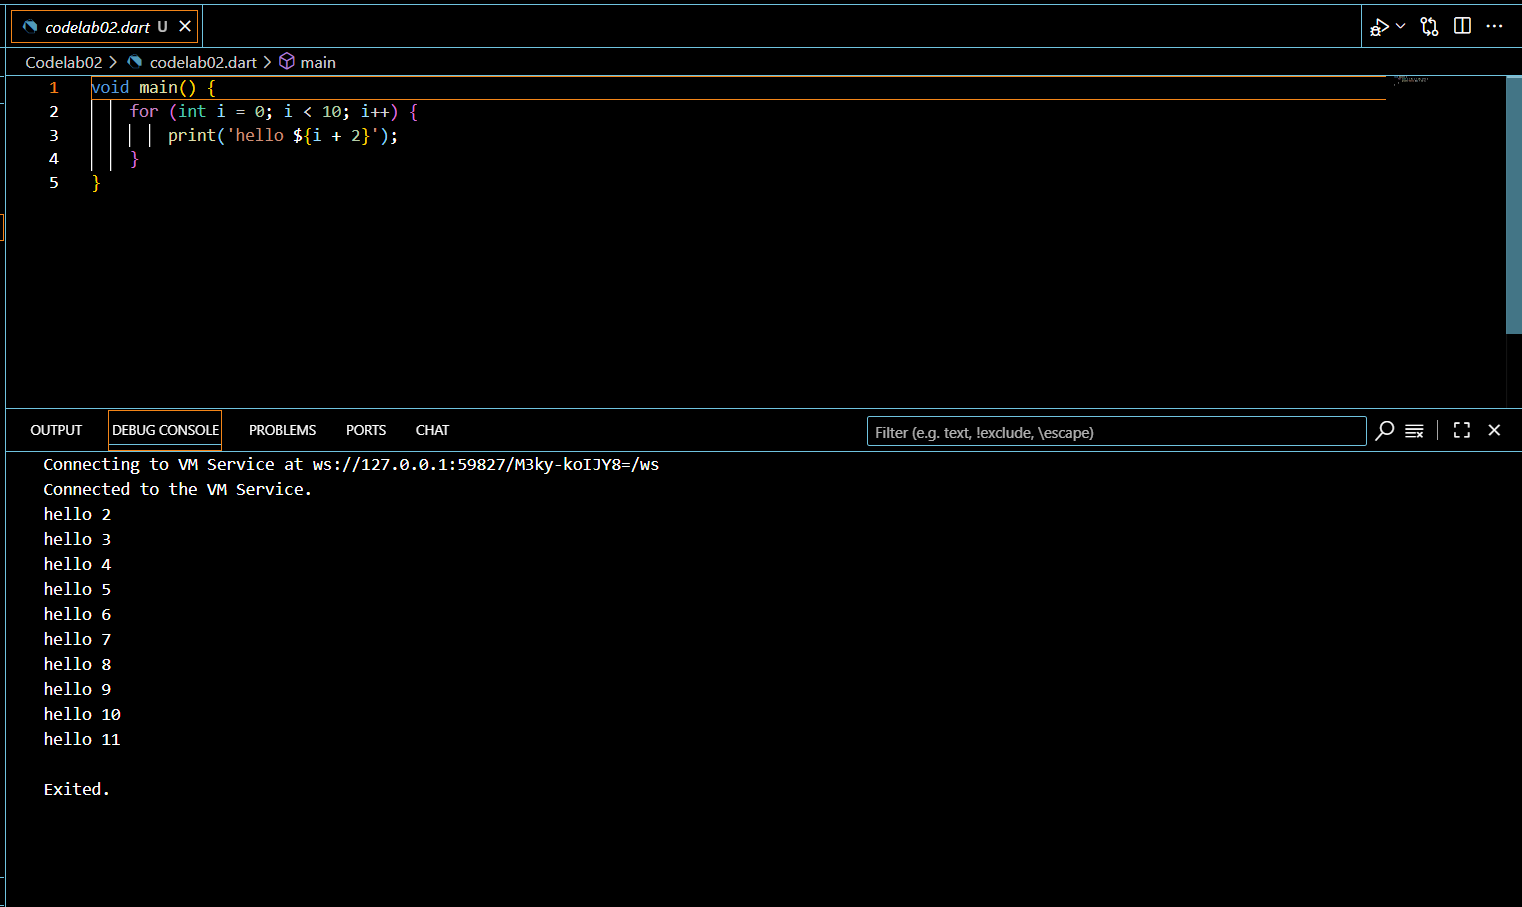 codelab02.dart U
Codelab02 > codelab02.dart > main
1 void main() {
2 for (int i = 0; i < 10; i++) {
3 print('hello ${i + 2}');
4 }
5 }
OUTPUT DEBUG CONSOLE PROBLEMS PORTS CHAT Filter (e.g. text, !exclude, \escape)
Connecting to VM Service at ws://127.0.0.1:59827/M3ky-koIJY8=/ws
Connected to the VM Service.
hello 2
hello 3
hello 4
hello 5
hello 6
hello 7
hello 8
hello 9
hello 10
hello 11
Exited.